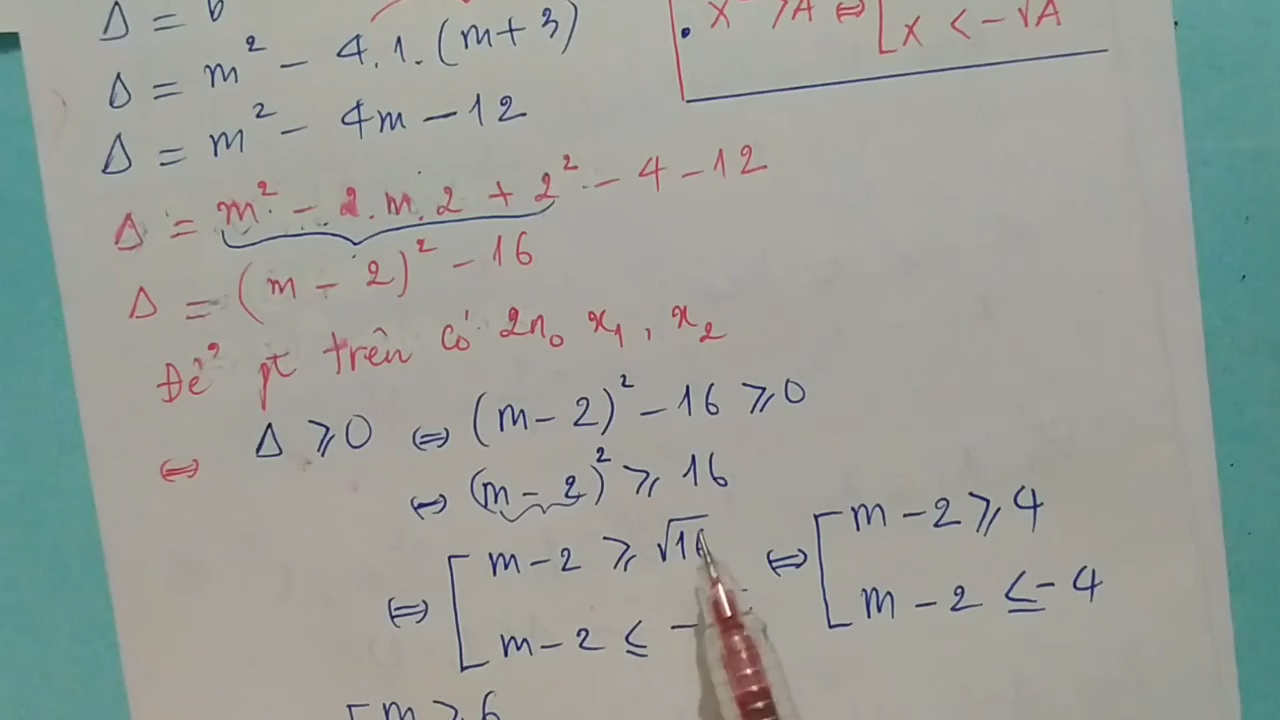 Δ = b
. X > A ⇔ [ X < -√A
Δ = m² - 4.1.(m+3)
Δ = m² - 4m - 12
Δ = m² - 2.m.2 + 2² - 4 - 12
Δ = (m - 2)² - 16
Để pt trên có 2n₀ x₁, x₂
⇔ Δ ⩾ 0 ⇔ (m - 2)² - 16 ⩾ 0
⇔ (m - 2)² ⩾ 16
⇔ [ m - 2 ⩾ √16 ⇔ [ m - 2 ⩾ 4
m - 2 ≤ - m - 2 ≤ - 4
[ m ⩾ 6